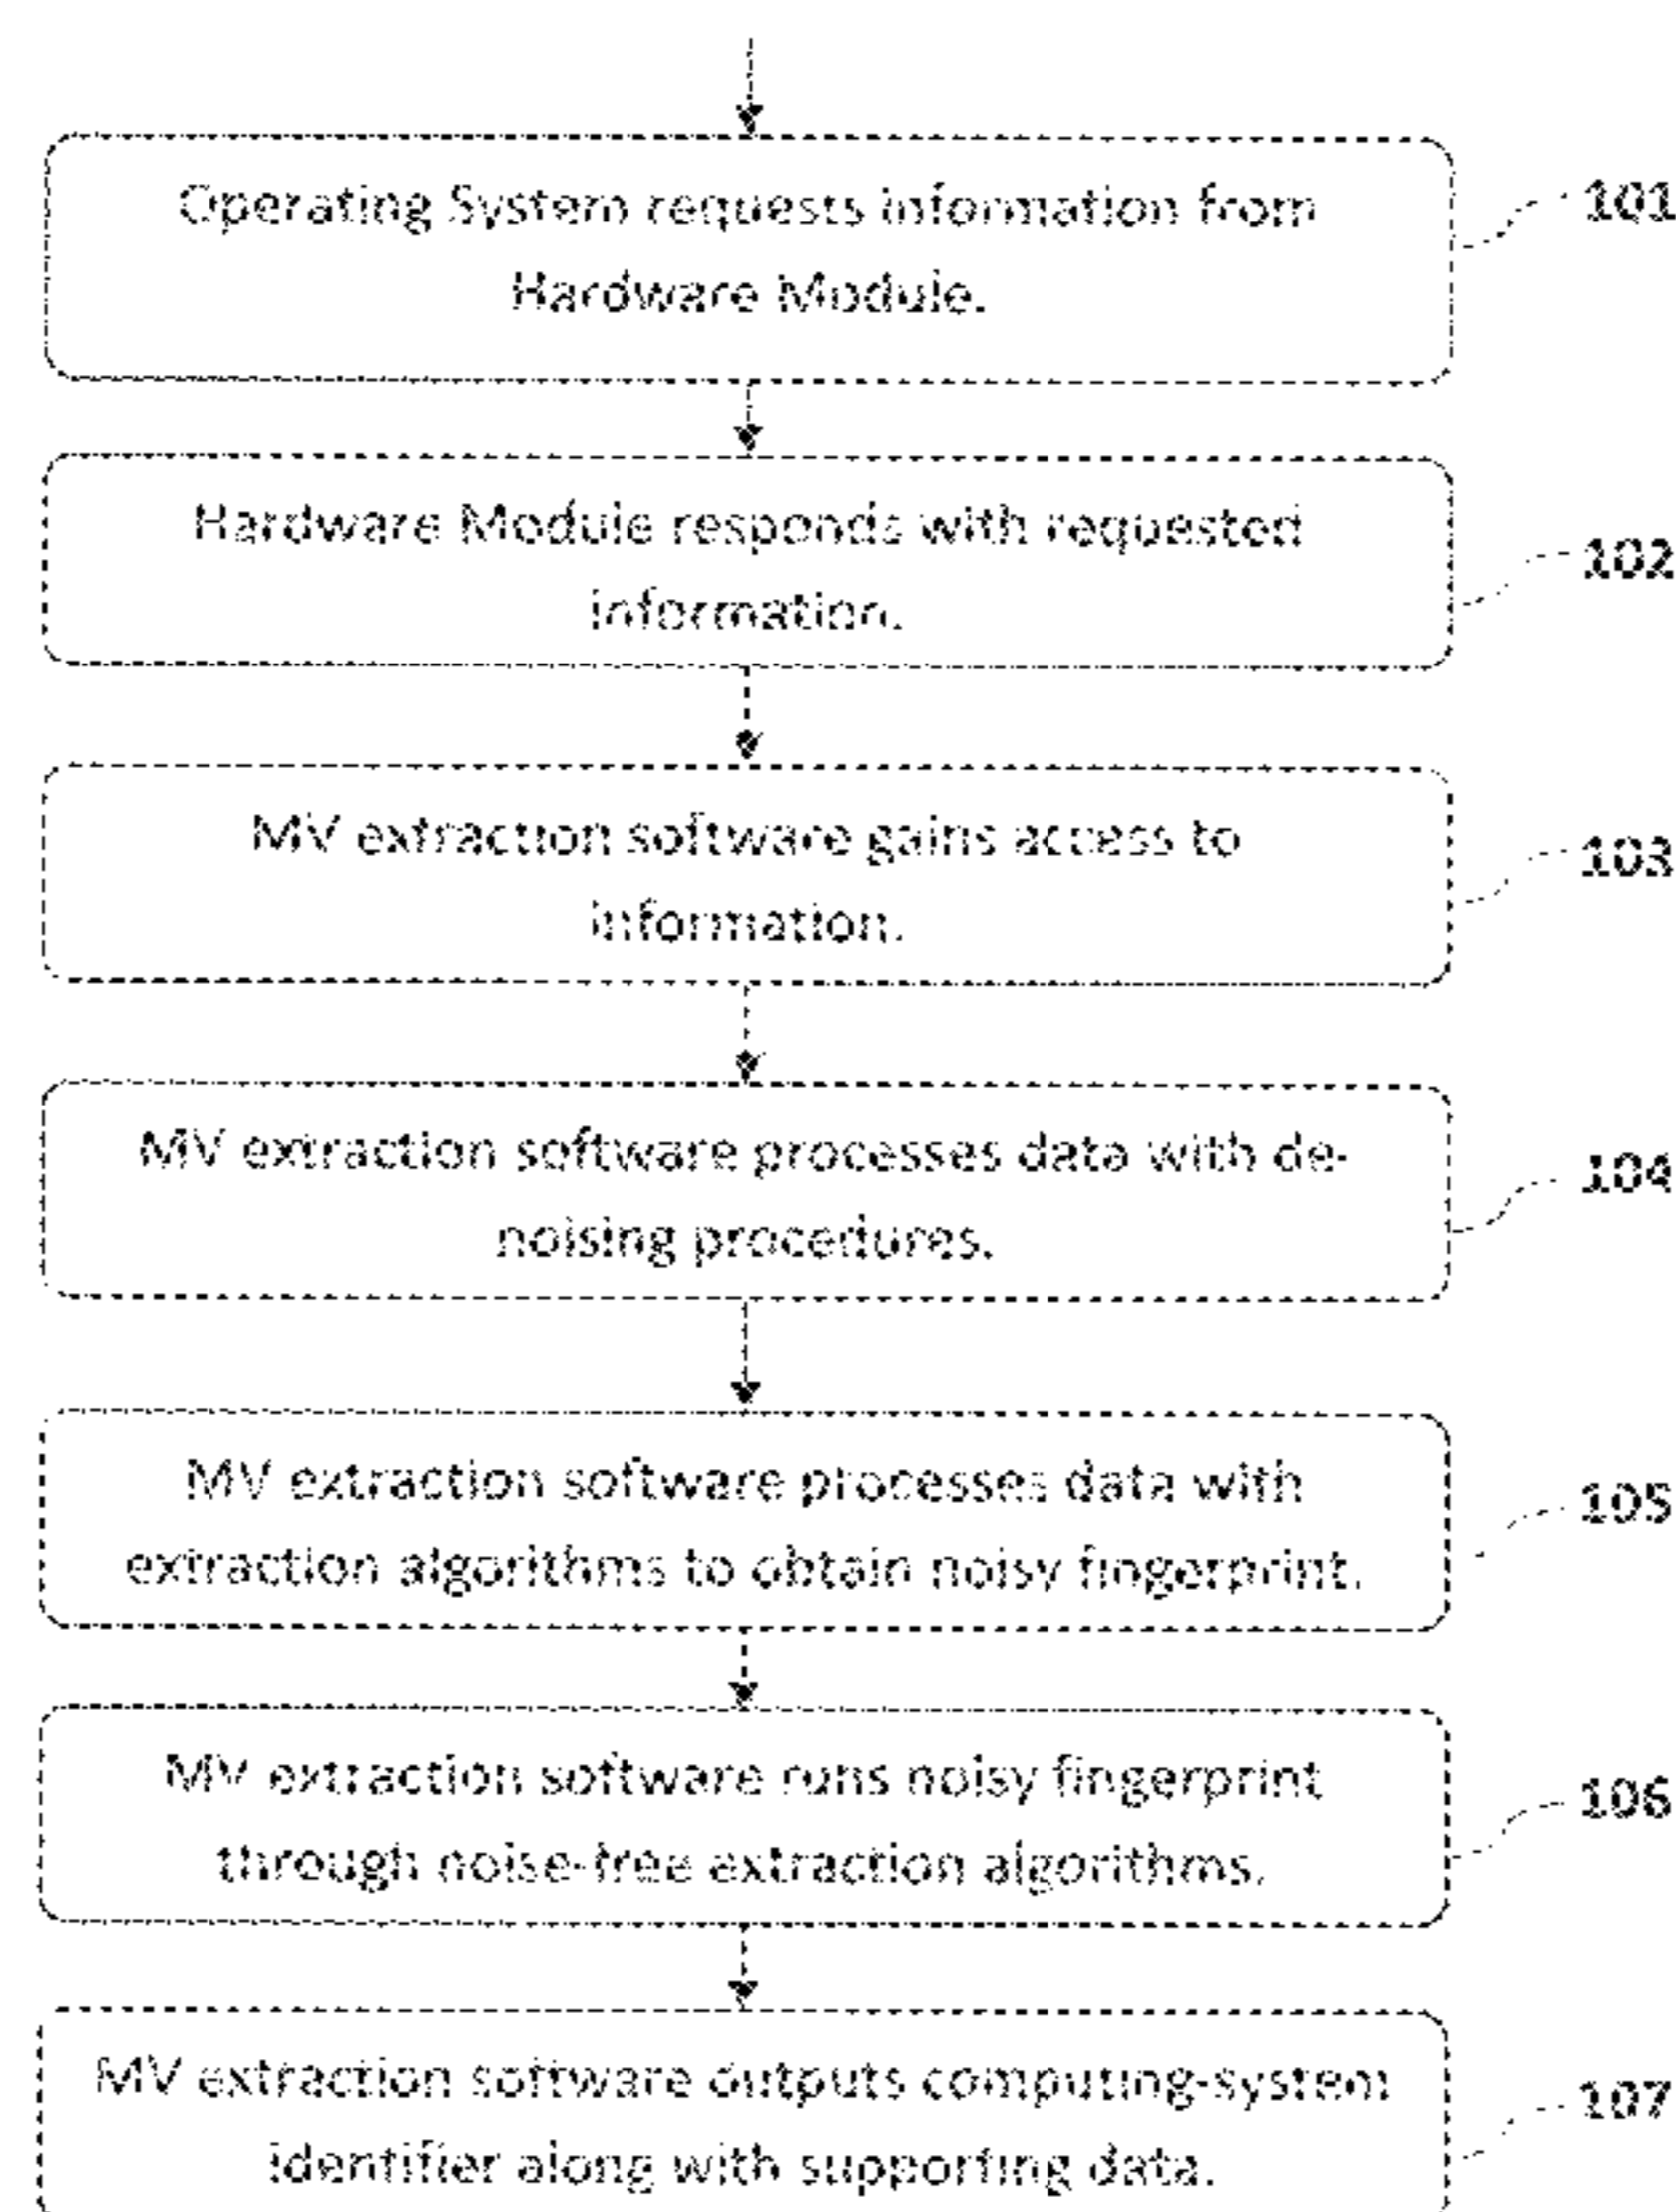 Operating System requests information from
Hardware Module.
101
Hardware Module responds with requested
information.
102
MV extraction software gains access to
information.
103
MV extraction software processes data with de-
noising procedures.
104
MV extraction software processes data with
extraction algorithms to obtain noisy fingerprint.
105
MV extraction software runs noisy fingerprint
through noise-free extraction algorithms.
106
MV extraction software outputs computing-system
identifier along with supporting data.
107